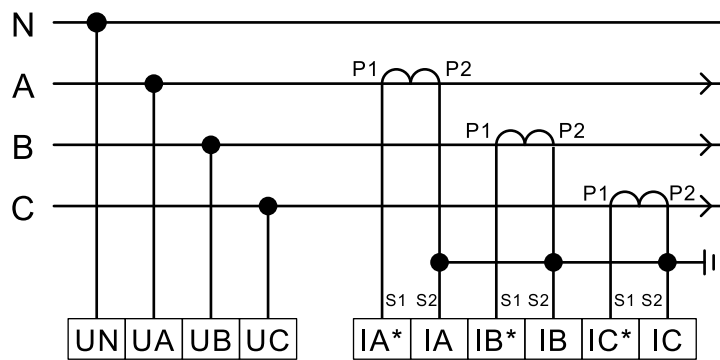 N
A P1 P2
B P1 P2
C P1 P2
S1 S2 S1 S2 S1 S2
UN UA UB UC IA* IA IB* IB IC* IC